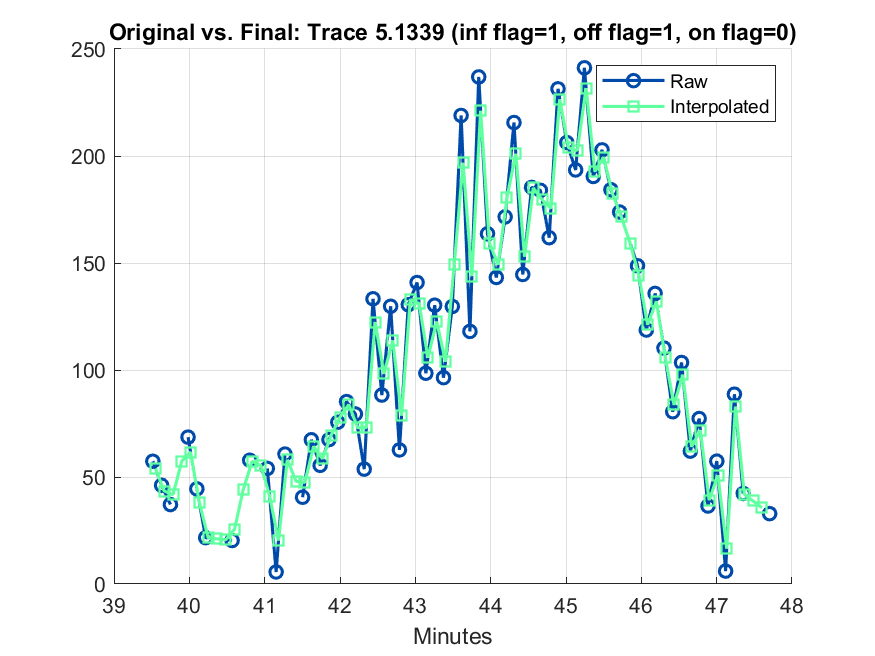 Original vs. Final: Trace 5.1339 (inf flag=1, off flag=1, on flag=0)
250
200
150
100
50
0
Raw
Interpolated
39 40 41 42 43 44 45 46 47 48
Minutes